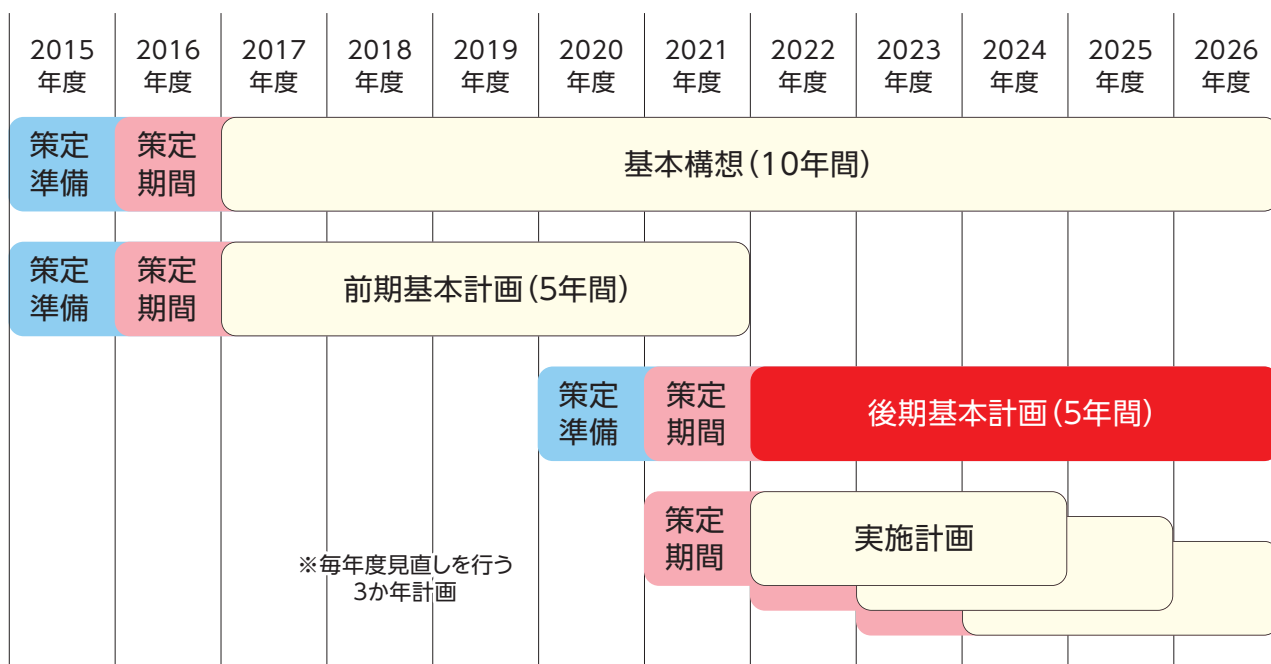 2015
年度
2016
年度
2017
年度
2018
年度
2019
年度
2020
年度
2021
年度
2022
年度
2023
年度
2024
年度
2025
年度
2026
年度
策定
準備
策定
期間
基本構想(10年間)
策定
準備
策定
期間
前期基本計画(5年間)
策定
準備
策定
期間
後期基本計画(5年間)
策定
期間
実施計画
※毎年度見直しを行う
3か年計画